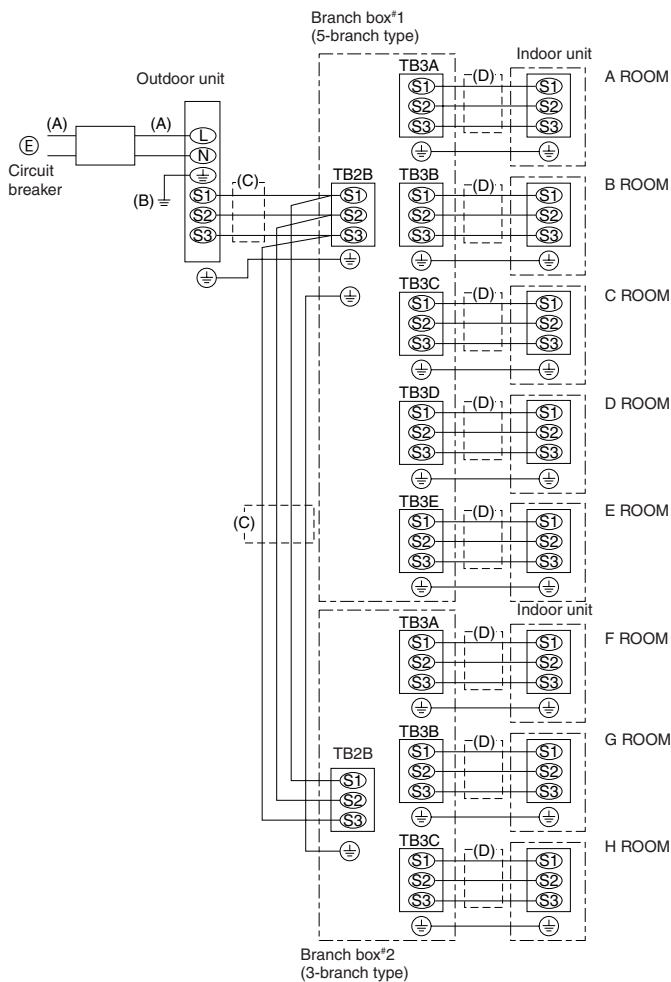 Branch box#1
(5-branch type)
Indoor unit
Outdoor unit
TB3A
(D)
A ROOM
S1
S1
S2
S2
S3
S3
(A)
(A)
L
E
N
Circuit
breaker
(B)
(C)
S1
S2
S3
TB2B
S1
S2
S3
TB3B
(D)
B ROOM
S1
S1
S2
S2
S3
S3
TB3C
(D)
C ROOM
S1
S1
S2
S2
S3
S3
TB3D
(D)
D ROOM
S1
S1
S2
S2
S3
S3
(C)
TB3E
(D)
E ROOM
S1
S1
S2
S2
S3
S3
Indoor unit
TB3A
(D)
F ROOM
S1
S1
S2
S2
S3
S3
TB2B
S1
S2
S3
TB3B
(D)
G ROOM
S1
S1
S2
S2
S3
S3
TB3C
(D)
H ROOM
S1
S1
S2
S2
S3
S3
Branch box#2
(3-branch type)